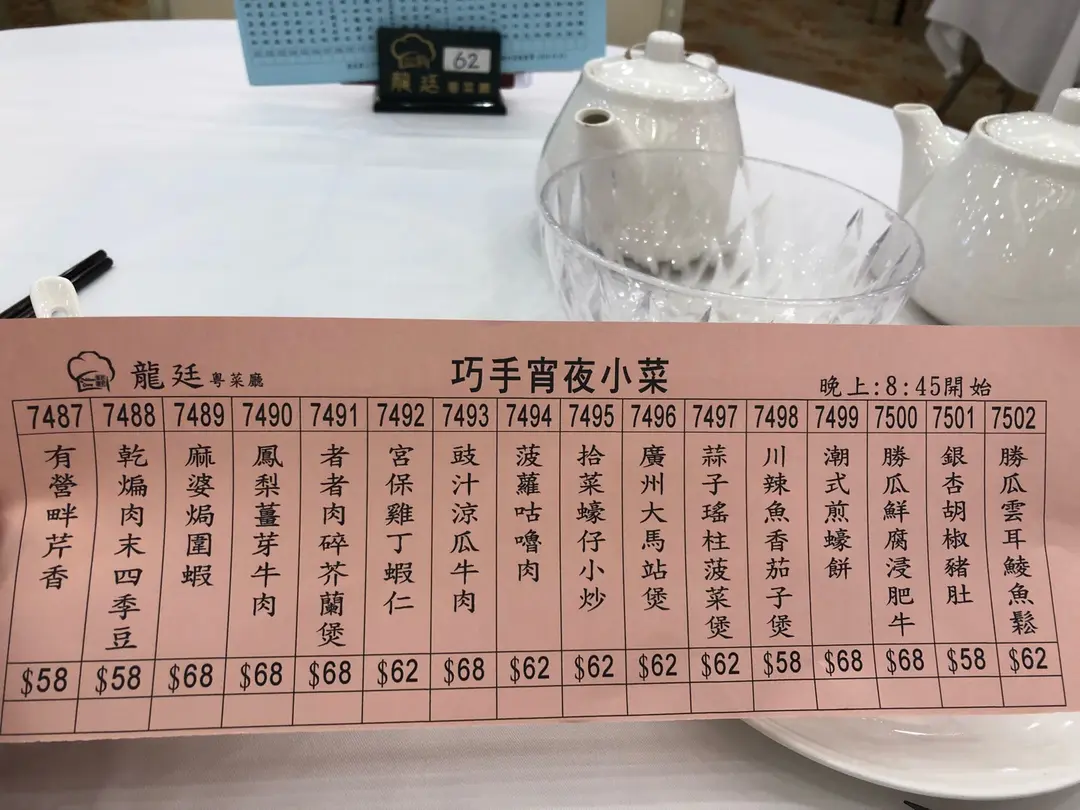 62
龍廷 粵菜廳
龍廷粵菜廳
巧手宵夜小菜
晚上:8:45開始
7487 7488 7489 7490 7491 7492 7493 7494 7495 7496 7497 7498 7499 7500 7501 7502
有營畔芹香
乾煸肉末四季豆
麻婆焗圍蝦
鳳梨薑芽牛肉
者者肉碎芥蘭煲
宮保雞丁蝦仁
豉汁涼瓜牛肉
菠蘿咕嚕肉
拾菜蠔仔小炒
廣州大馬站煲
蒜子瑤柱菠菜煲
川辣魚香茄子煲
潮式煎蠔餅
勝瓜鮮腐浸肥牛
銀杏胡椒豬肚
勝瓜雲耳鯪魚鬆
$58 $58 $68 $68 $68 $62 $68 $62 $62 $62 $62 $58 $68 $68 $58 $62